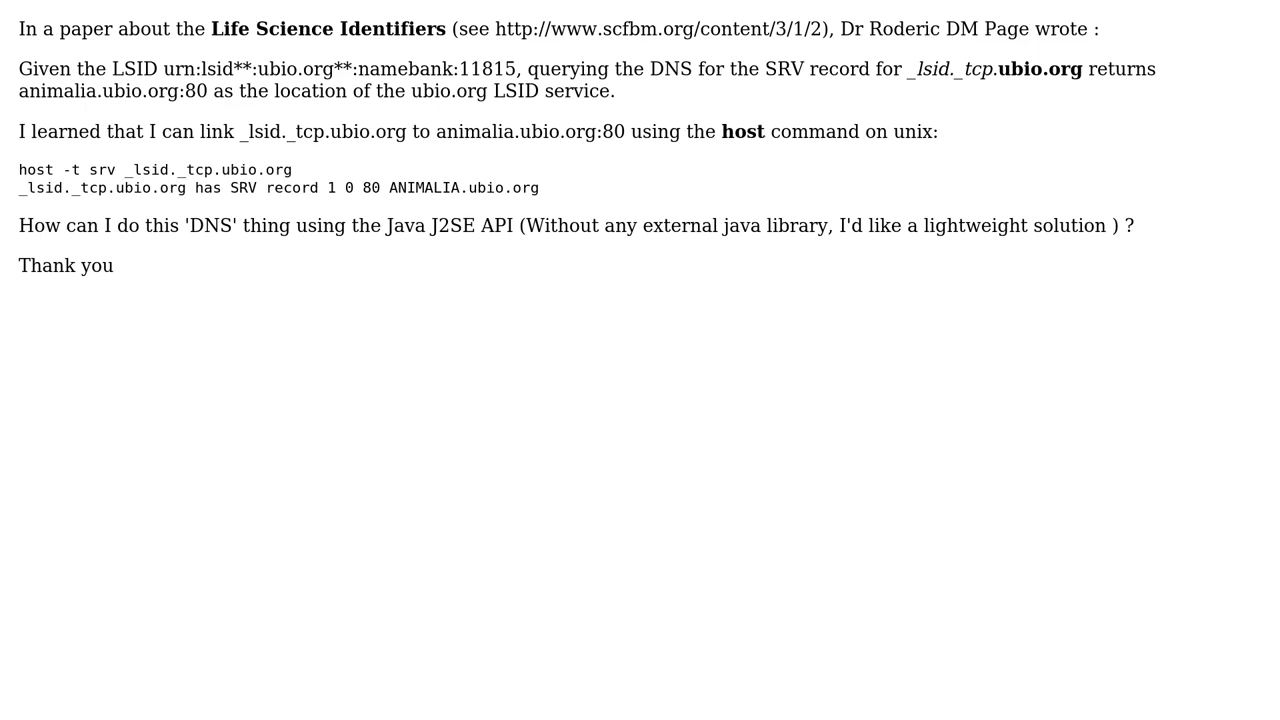 In a paper about the Life Science Identifiers (see http://www.scfbm.org/content/3/1/2), Dr Roderic DM Page wrote :
Given the LSID urn:lsid**:ubio.org**:namebank:11815, querying the DNS for the SRV record for _lsid._tcp.ubio.org returns
animalia.ubio.org:80 as the location of the ubio.org LSID service.
I learned that I can link _lsid._tcp.ubio.org to animalia.ubio.org:80 using the host command on unix:
host -t srv _lsid._tcp.ubio.org
_lsid._tcp.ubio.org has SRV record 1 0 80 ANIMALIA.ubio.org
How can I do this 'DNS' thing using the Java J2SE API (Without any external java library, I'd like a lightweight solution ) ?
Thank you